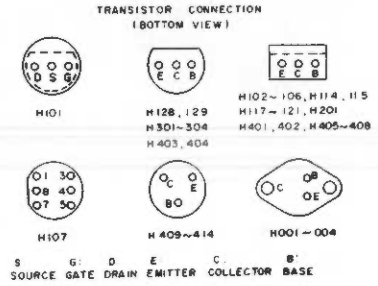 TRANSISTOR CONNECTION
(BOTTOM VIEW)
D S G
E C B
E C B
H101
H128, 129
H301~304
H403, 404
H102~106, H114, 115
H117~121, H201
H401, 402, H405~408
1 3
8 4
7 5
C E
B
C B
E
H107
H409~414
H001~004
S G: D E C: B:
SOURCE GATE DRAIN EMITTER COLLECTOR BASE